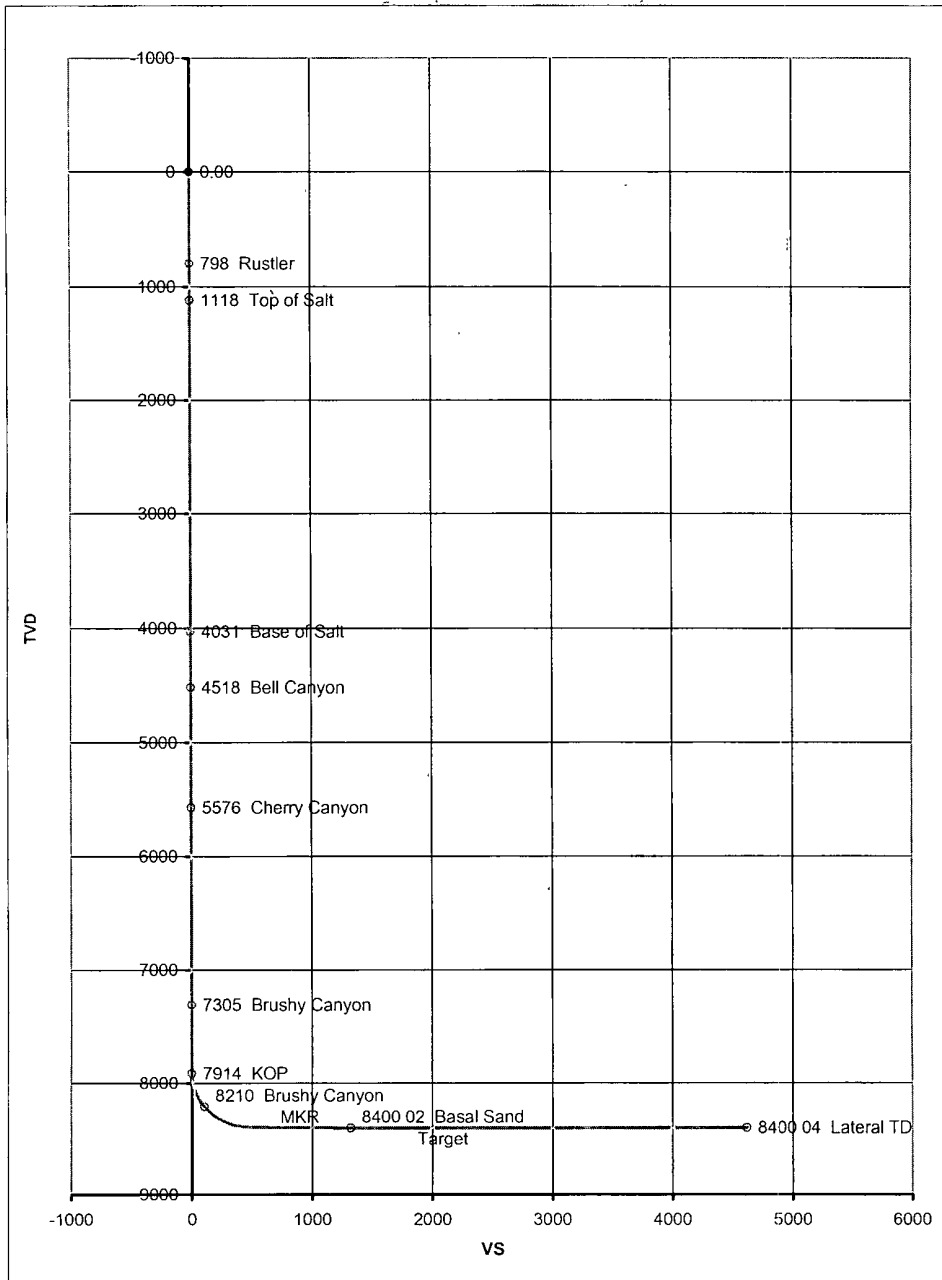 -1000
0 0.00
798 Rustler
1000
1118 Top of Salt
2000
3000
4000
4031 Base of Salt
4518 Bell Canyon
5000
5576 Cherry Canyon
6000
7000
7305 Brushy Canyon
7914 KOP
8000
8210 Brushy Canyon
MKR
8400 02 Basal Sand
Target
8400 04 Lateral TD
9000
-1000 0 1000 2000 3000 4000 5000 6000
VS
TVD